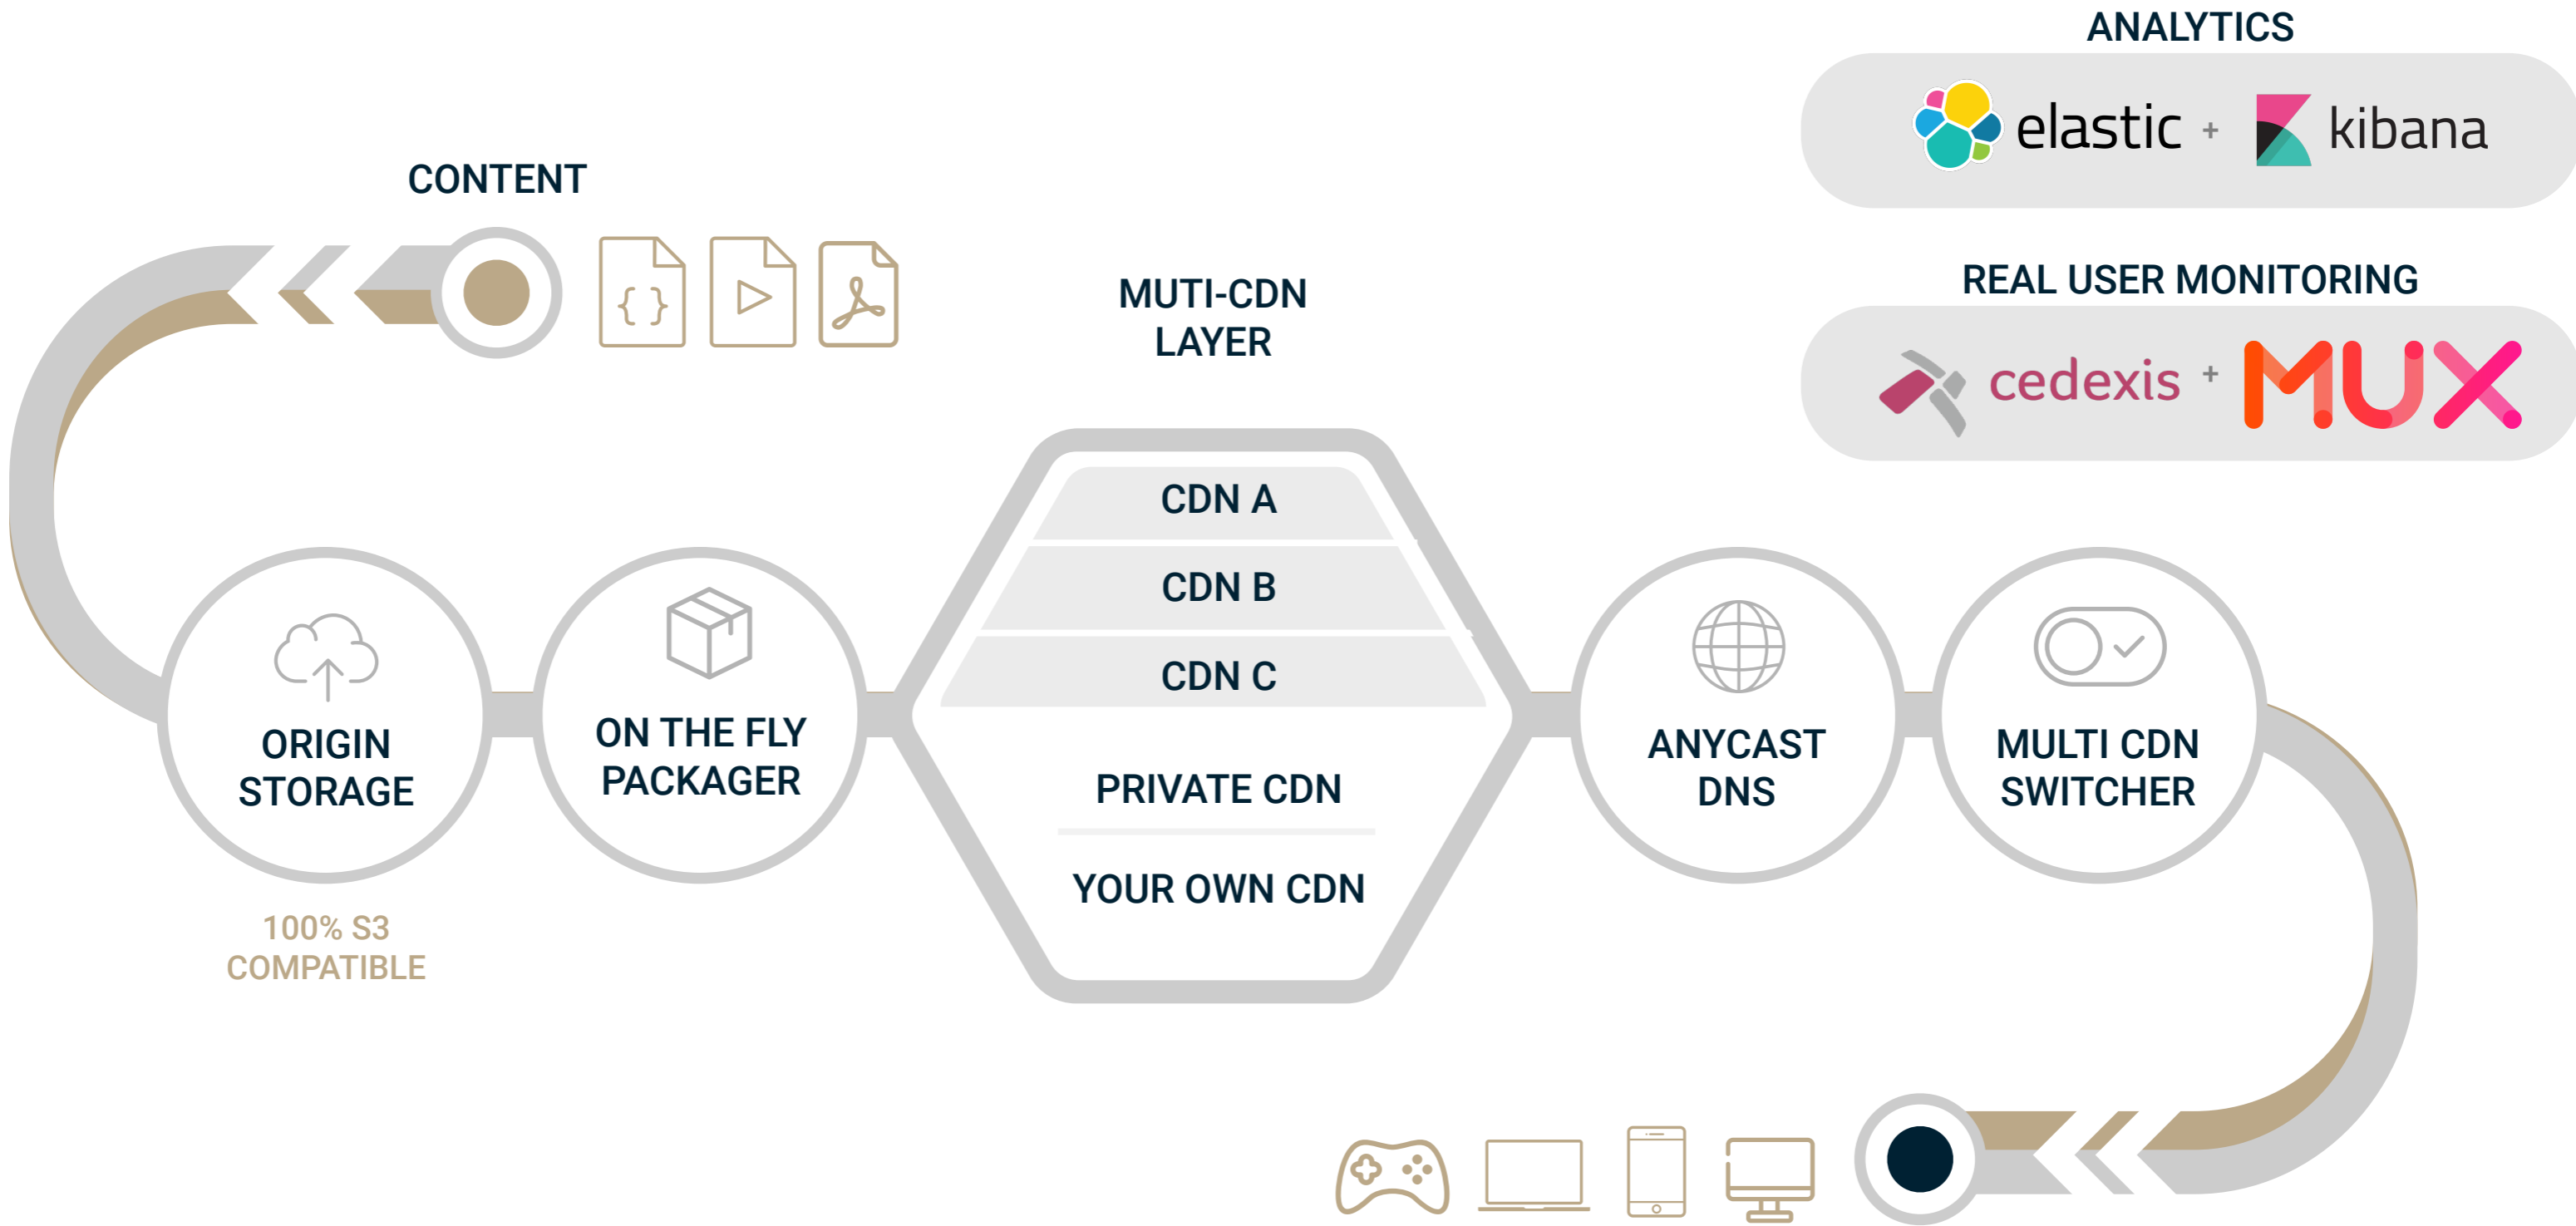 ANALYTICS
elastic + kibana
CONTENT
{ }
REAL USER MONITORING
cedexis + MUX
MUTI-CDN
LAYER
CDN A
CDN B
CDN C
PRIVATE CDN
YOUR OWN CDN
ORIGIN
STORAGE
100% S3
COMPATIBLE
ON THE FLY
PACKAGER
ANYCAST
DNS
MULTI CDN
SWITCHER